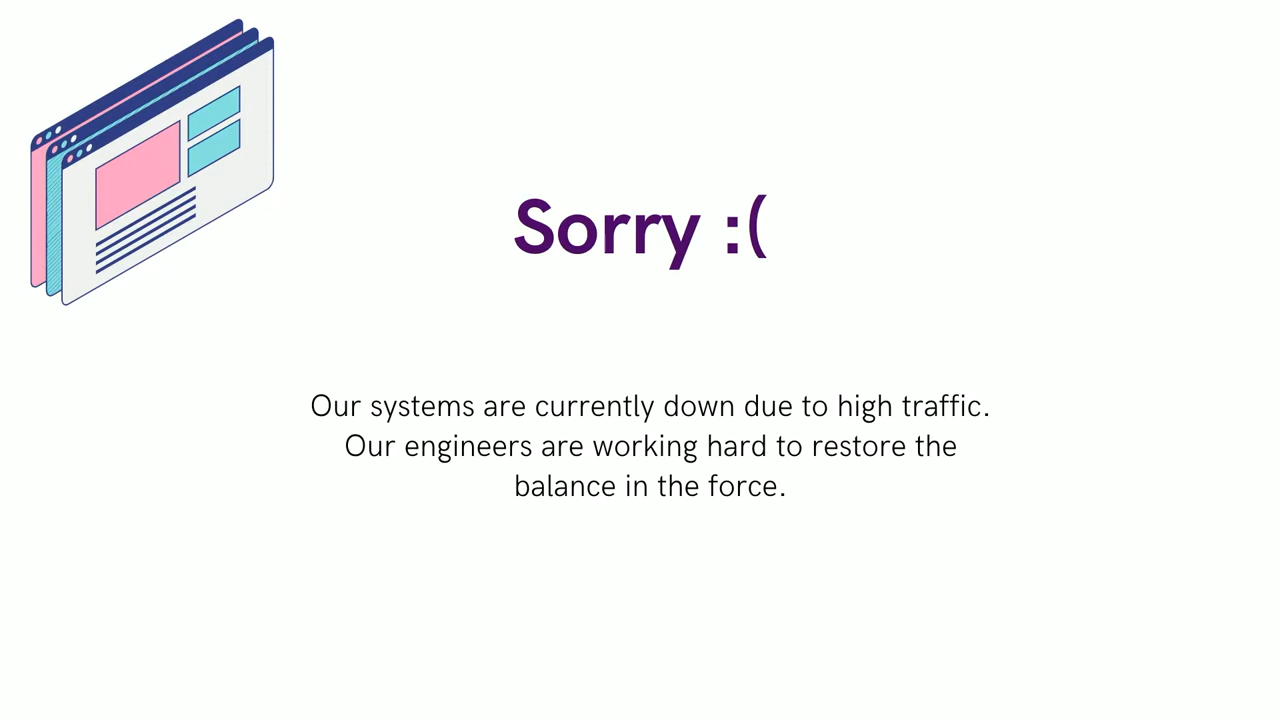 Sorry :(
Our systems are currently down due to high traffic.
Our engineers are working hard to restore the
balance in the force.